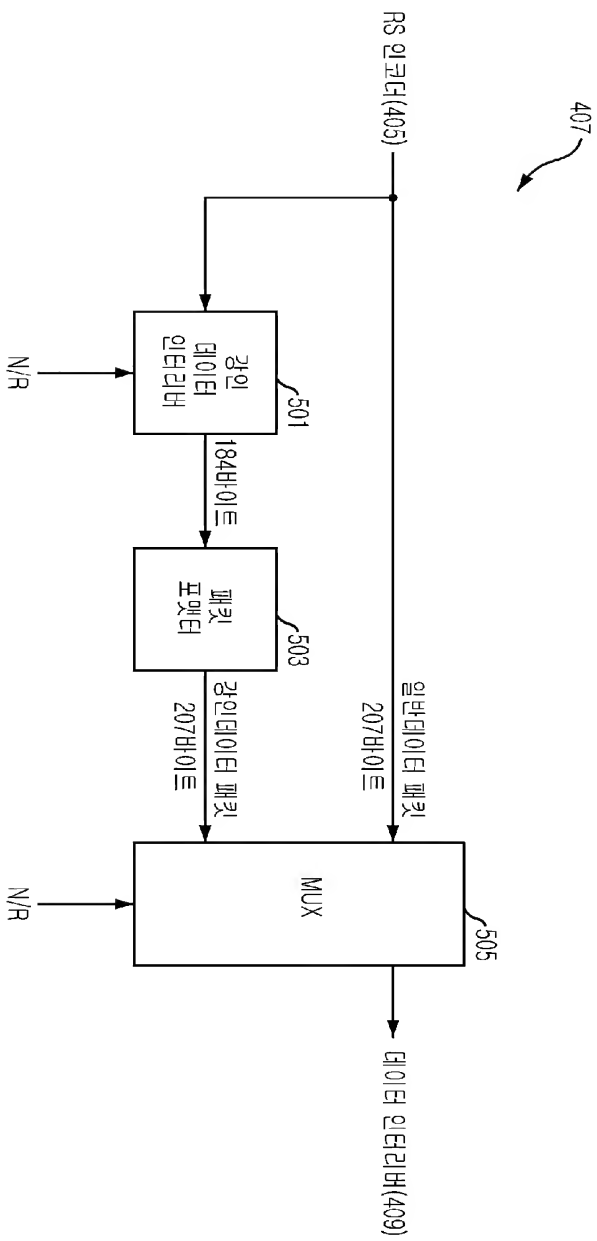 407
RS 인코더(405)
일반데이터 패킷
207바이트
501
강인
데이터
인터리버
N/R
184바이트
503
패킷
포맷터
강인데이터 패킷
207바이트
505
MUX
N/R
데이터 인터리버(409)